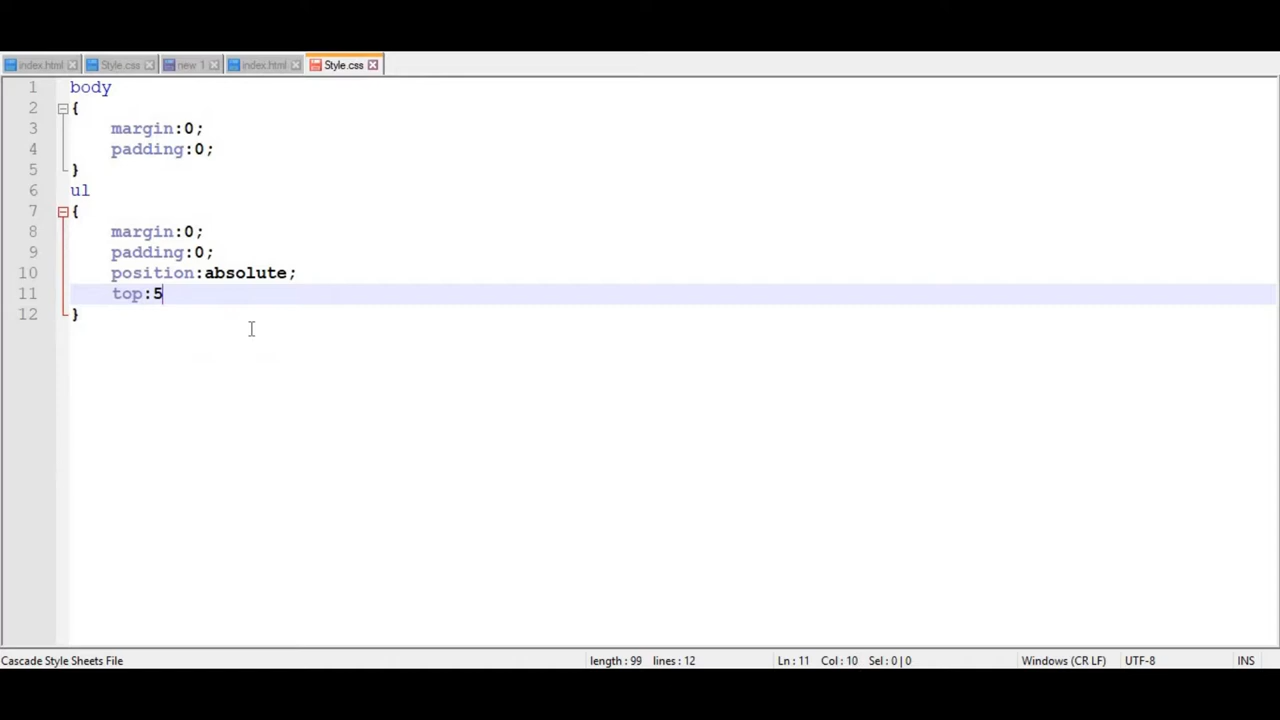 index.html Style.css new 1 index.html Style.css
1 body
2 {
3 margin:0;
4 padding:0;
5 }
6 ul
7 {
8 margin:0;
9 padding:0;
10 position:absolute;
11 top:5
12 }
Cascade Style Sheets File length : 99 lines : 12 Ln : 11 Col : 10 Sel : 0 | 0 Windows (CR LF) UTF-8 INS